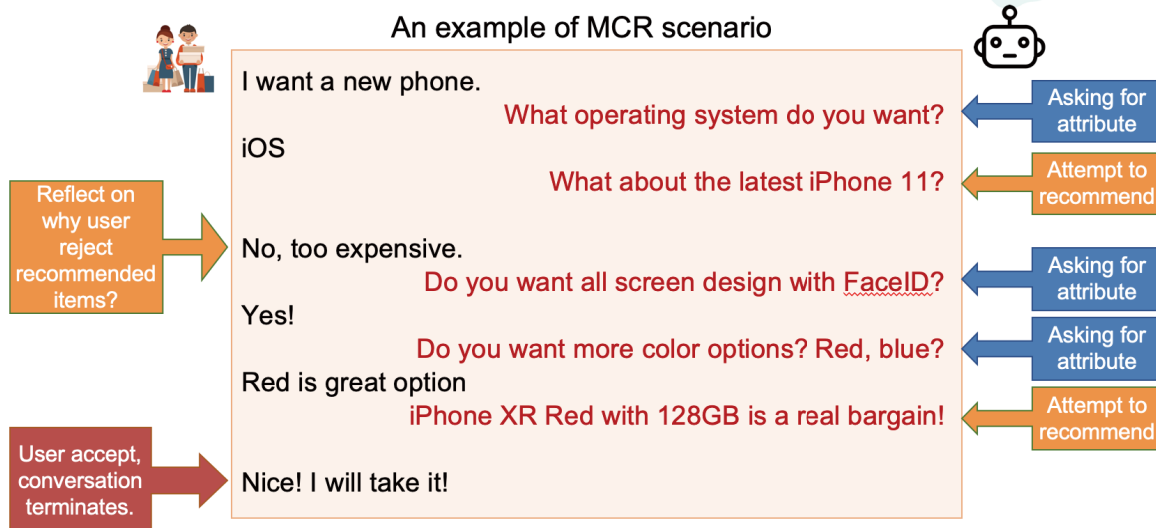 An example of MCR scenario
I want a new phone.
What operating system do you want?
Asking for
attribute
iOS
What about the latest iPhone 11?
Attempt to
recommend
Reflect on
why user
reject
recommended
items?
No, too expensive.
Do you want all screen design with FaceID?
Asking for
attribute
Yes!
Do you want more color options? Red, blue?
Asking for
attribute
Red is great option
iPhone XR Red with 128GB is a real bargain!
Attempt to
recommend
User accept,
conversation
terminates.
Nice! I will take it!